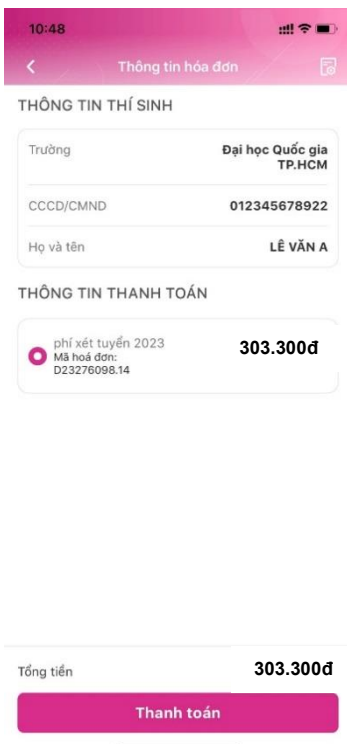 10:48
Thông tin hóa đơn
THÔNG TIN THÍ SINH
Trường
Đại học Quốc gia
TP.HCM
CCCD/CMND
012345678922
Họ và tên
LÊ VĂN A
THÔNG TIN THANH TOÁN
phí xét tuyển 2023
303.300đ
Mã hoá đơn:
D23276098.14
Tổng tiền
303.300đ
Thanh toán